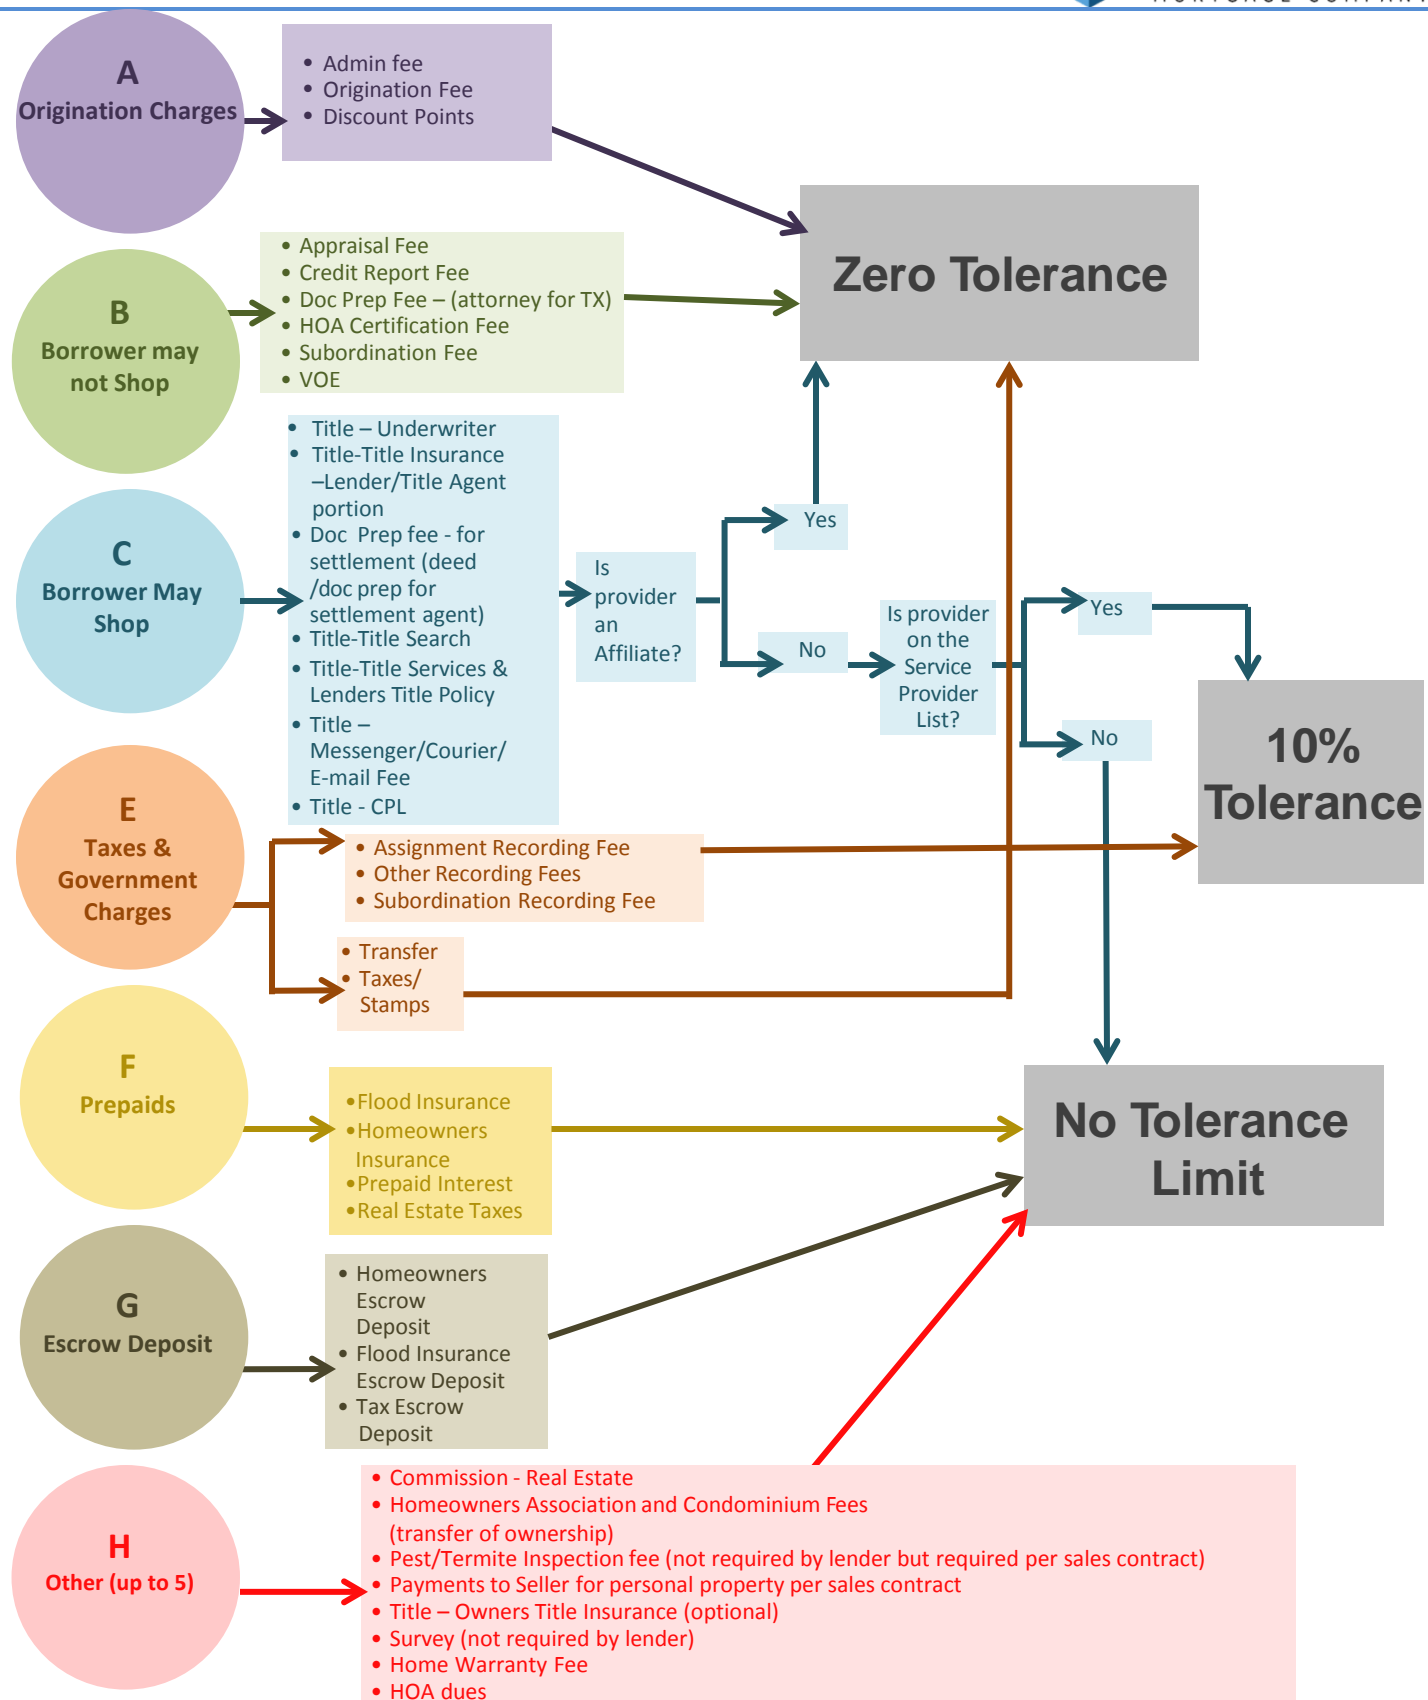 A
Origination Charges
• Admin fee
• Origination Fee
• Discount Points
Zero Tolerance
B
Borrower may
not Shop
• Appraisal Fee
• Credit Report Fee
• Doc Prep Fee – (attorney for TX)
• HOA Certification Fee
• Subordination Fee
• VOE
C
Borrower May
Shop
• Title – Underwriter
• Title-Title Insurance
–Lender/Title Agent
portion
• Doc Prep fee - for
settlement (deed
/doc prep for
settlement agent)
• Title-Title Search
• Title-Title Services &
Lenders Title Policy
• Title –
Messenger/Courier/
E-mail Fee
• Title - CPL
Is
provider
an
Affiliate?
Yes
No
Is provider
on the
Service
Provider
List?
Yes
No
10%
Tolerance
E
Taxes &
Government
Charges
• Assignment Recording Fee
• Other Recording Fees
• Subordination Recording Fee
• Transfer
• Taxes/
Stamps
F
Prepaids
•Flood Insurance
•Homeowners
Insurance
•Prepaid Interest
•Real Estate Taxes
No Tolerance
Limit
G
Escrow Deposit
• Homeowners
Escrow
Deposit
• Flood Insurance
Escrow Deposit
• Tax Escrow
Deposit
H
Other (up to 5)
• Commission - Real Estate
• Homeowners Association and Condominium Fees
(transfer of ownership)
• Pest/Termite Inspection fee (not required by lender but required per sales contract)
• Payments to Seller for personal property per sales contract
• Title – Owners Title Insurance (optional)
• Survey (not required by lender)
• Home Warranty Fee
• HOA dues